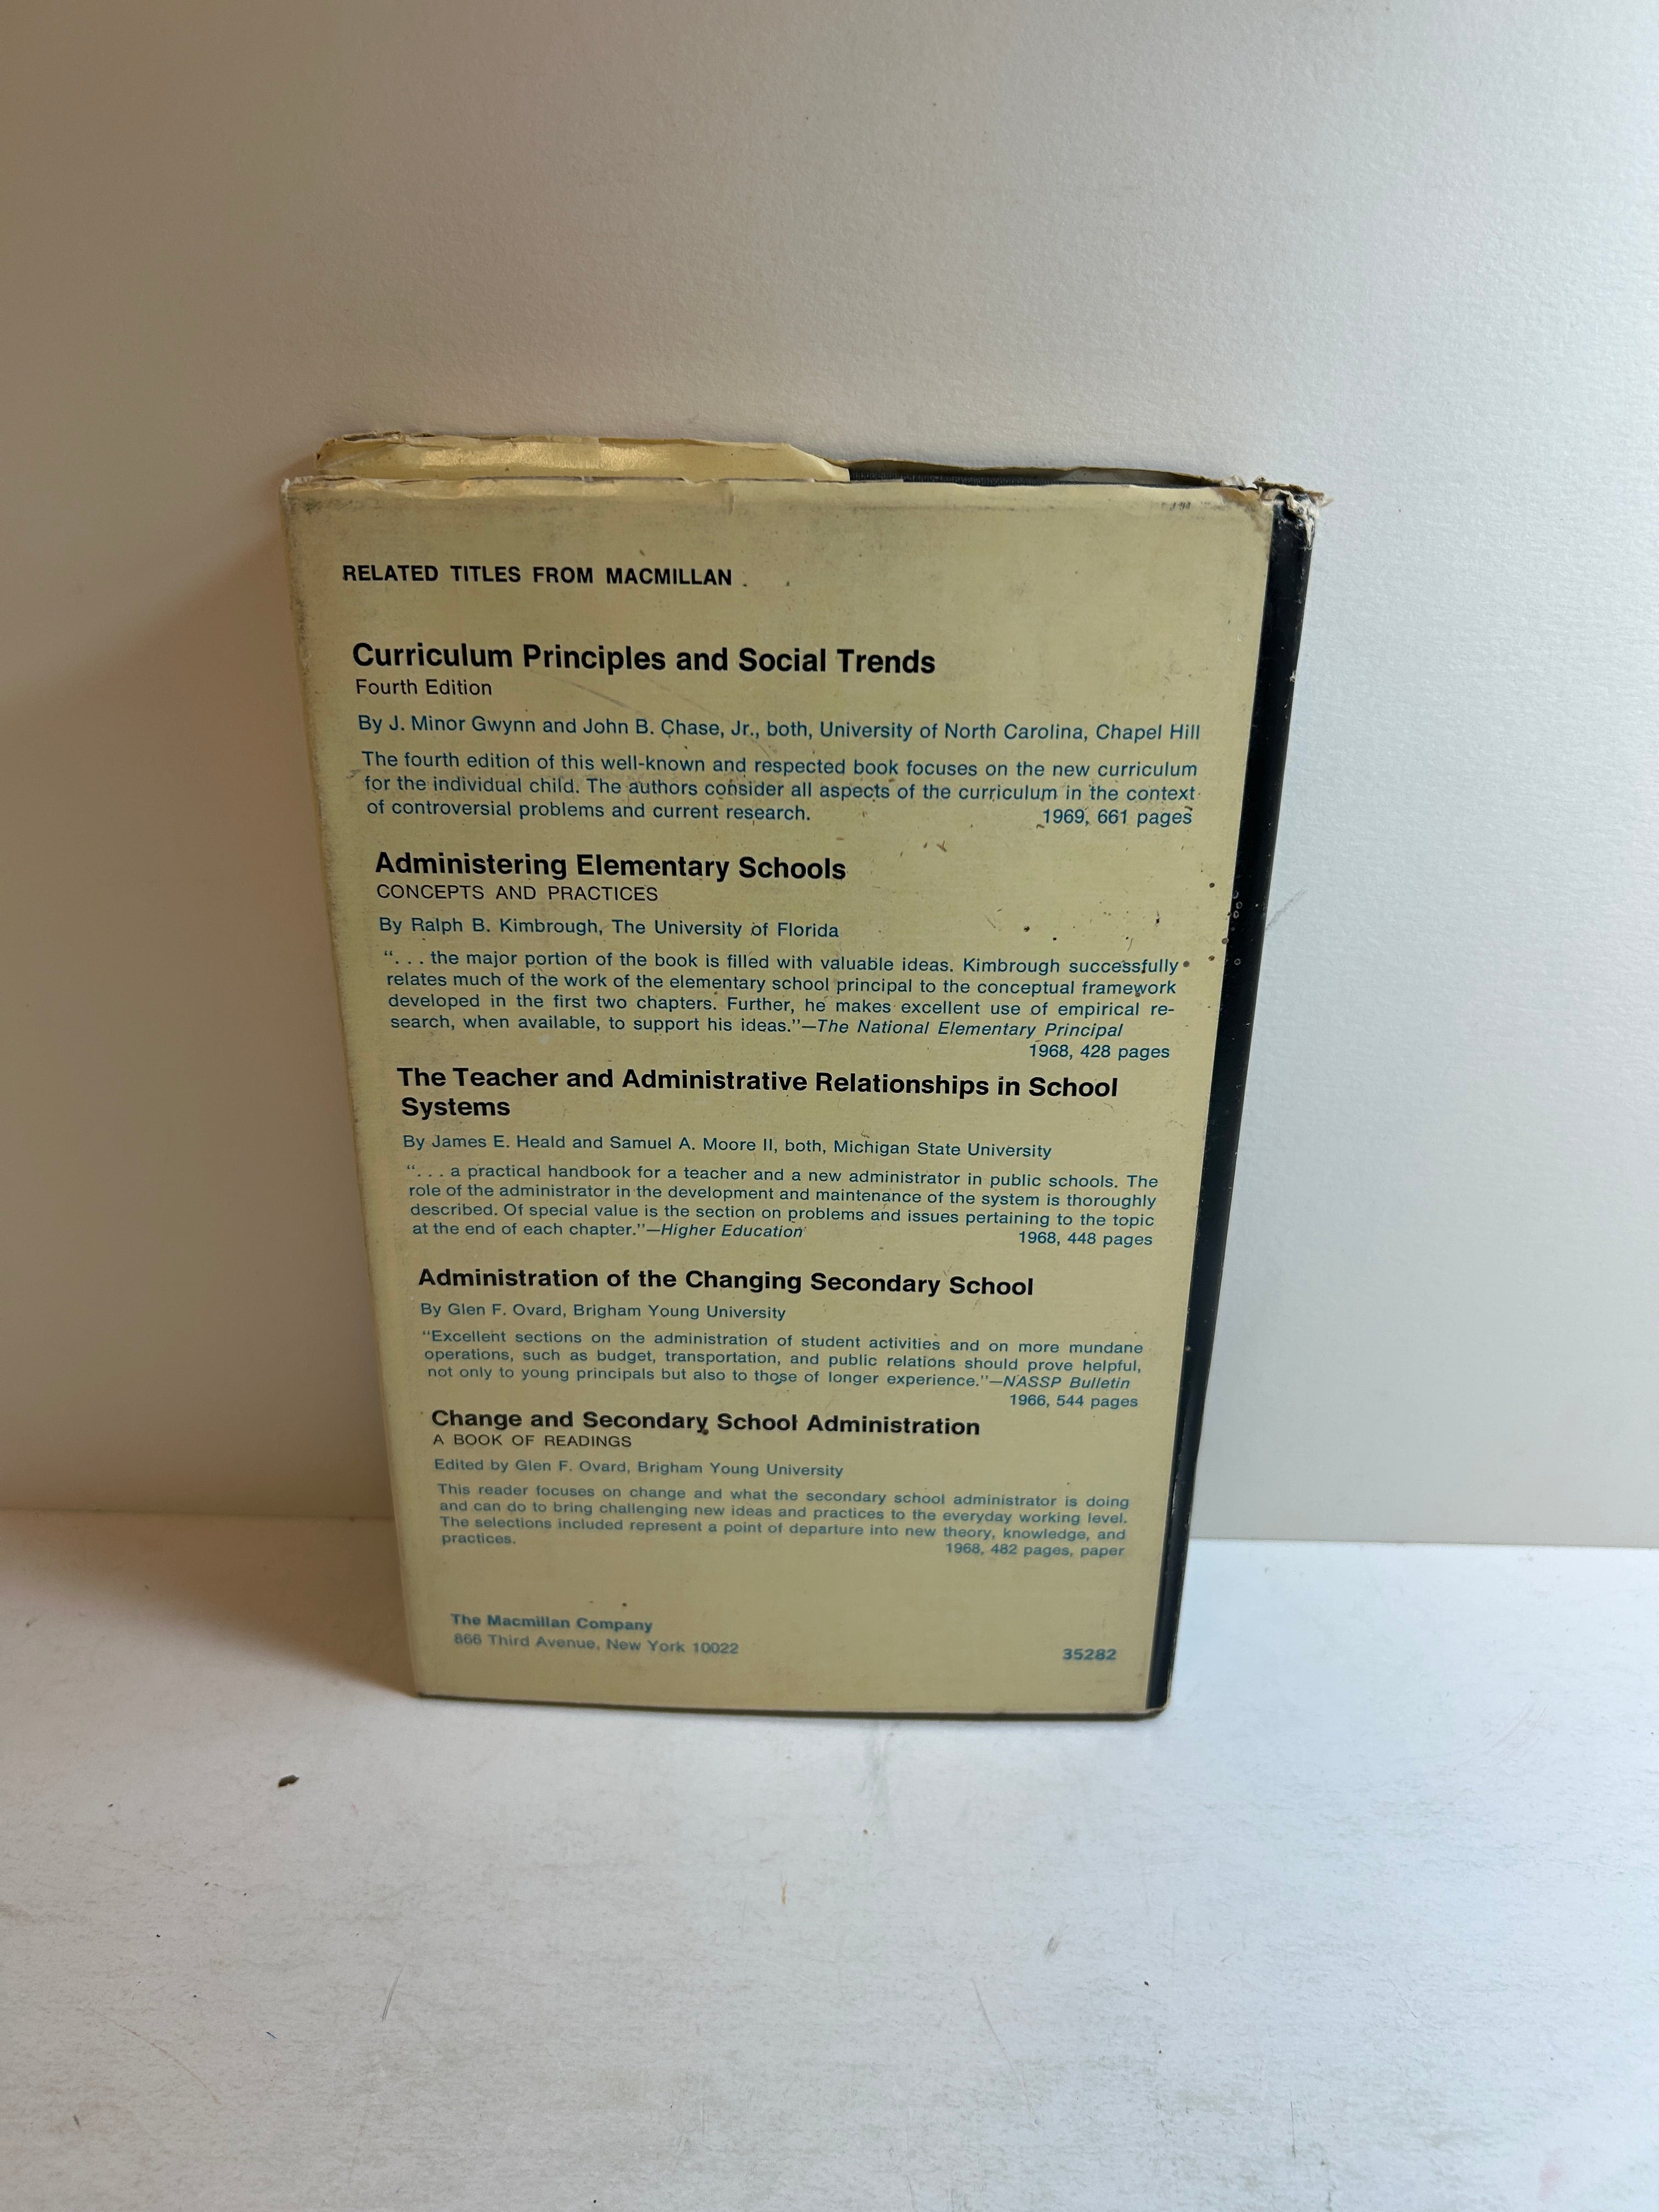 RELATED TITLES FROM MACMILLAN
Curriculum Principles and Social Trends
Fourth Edition
By J. Minor Gwynn and John B. Chase, Jr., both, University of North Carolina, Chapel Hill
The fourth edition of this well-known and respected book focuses on the new curriculum
for the individual child. The authors consider all aspects of the curriculum in the context
of controversial problems and current research. 1969, 661 pages
Administering Elementary Schools
CONCEPTS AND PRACTICES
By Ralph B. Kimbrough, The University of Florida
“. . . the major portion of the book is filled with valuable ideas. Kimbrough successfully
relates much of the work of the elementary school principal to the conceptual framework
developed in the first two chapters. Further, he makes excellent use of empirical re-
search, when available, to support his ideas.”—The National Elementary Principal
1968, 428 pages
The Teacher and Administrative Relationships in School
Systems
By James E. Heald and Samuel A. Moore II, both, Michigan State University
“. . . a practical handbook for a teacher and a new administrator in public schools. The
role of the administrator in the development and maintenance of the system is thoroughly
described. Of special value is the section on problems and issues pertaining to the topic
at the end of each chapter.”—Higher Education 1968, 448 pages
Administration of the Changing Secondary School
By Glen F. Ovard, Brigham Young University
“Excellent sections on the administration of student activities and on more mundane
operations, such as budget, transportation, and public relations should prove helpful,
not only to young principals but also to those of longer experience.”—NASSP Bulletin
1966, 544 pages
Change and Secondary School Administration
A BOOK OF READINGS
Edited by Glen F. Ovard, Brigham Young University
This reader focuses on change and what the secondary school administrator is doing
and can do to bring challenging new ideas and practices to the everyday working level.
The selections included represent a point of departure into new theory, knowledge, and
practices. 1968, 482 pages, paper
The Macmillan Company
866 Third Avenue, New York 10022
35282